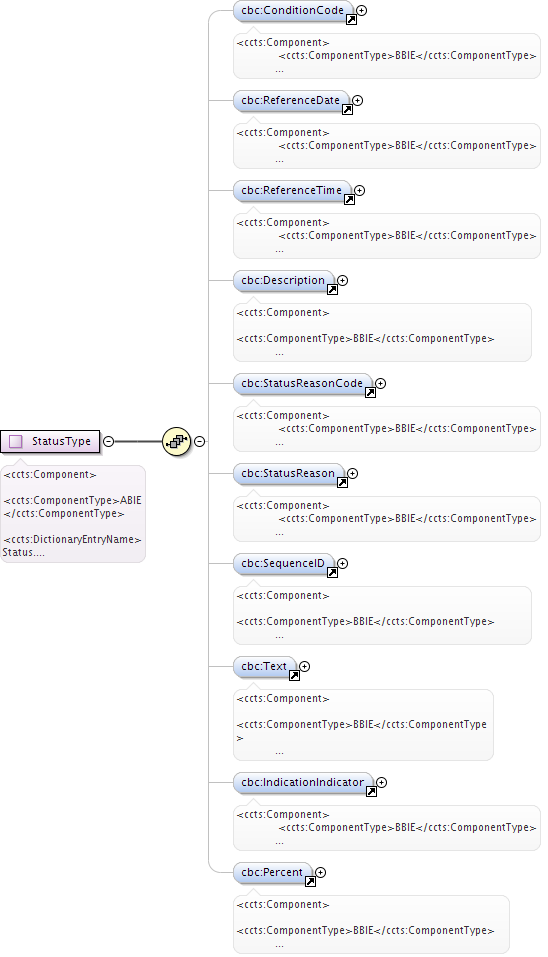 cbc:ConditionCode
<ccts:Component>
<ccts:ComponentType>BBIE</ccts:ComponentType>
...
cbc:ReferenceDate
<ccts:Component>
<ccts:ComponentType>BBIE</ccts:ComponentType>
...
cbc:ReferenceTime
<ccts:Component>
<ccts:ComponentType>BBIE</ccts:ComponentType>
...
cbc:Description
<ccts:Component>
<ccts:ComponentType>BBIE</ccts:ComponentType>
...
cbc:StatusReasonCode
<ccts:Component>
<ccts:ComponentType>BBIE</ccts:ComponentType>
...
StatusType
<ccts:Component>
<ccts:ComponentType>ABIE
</ccts:ComponentType>
<ccts:DictionaryEntryName>
Status....
cbc:StatusReason
<ccts:Component>
<ccts:ComponentType>BBIE</ccts:ComponentType>
...
cbc:SequenceID
<ccts:Component>
<ccts:ComponentType>BBIE</ccts:ComponentType>
...
cbc:Text
<ccts:Component>
<ccts:ComponentType>BBIE</ccts:ComponentType
>
...
cbc:IndicationIndicator
<ccts:Component>
<ccts:ComponentType>BBIE</ccts:ComponentType>
...
cbc:Percent
<ccts:Component>
<ccts:ComponentType>BBIE</ccts:ComponentType>
...